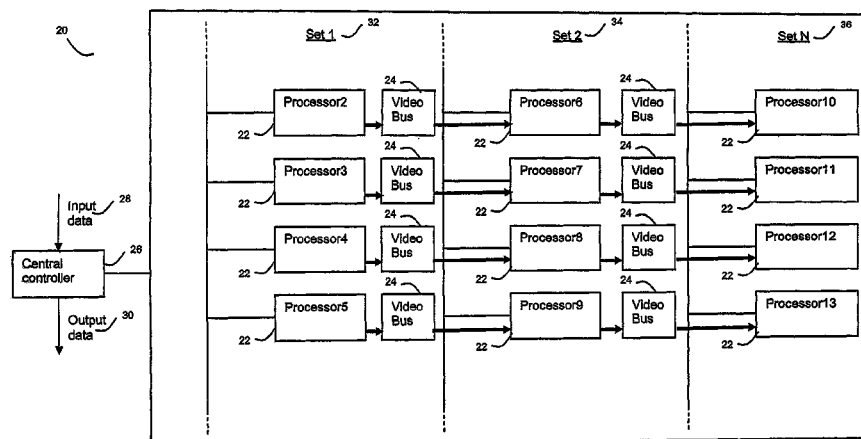 20
Set 1 32
Set 2 34
Set N 36
Processor2 22
24 Video Bus
Processor6 22
24 Video Bus
Processor10 22
Processor3 22
24 Video Bus
Processor7 22
24 Video Bus
Processor11 22
Input data 28
Processor4 22
24 Video Bus
Processor8 22
24 Video Bus
Processor12 22
Central controller 26
Processor5 22
24 Video Bus
Processor9 22
24 Video Bus
Processor13 22
Output data 30